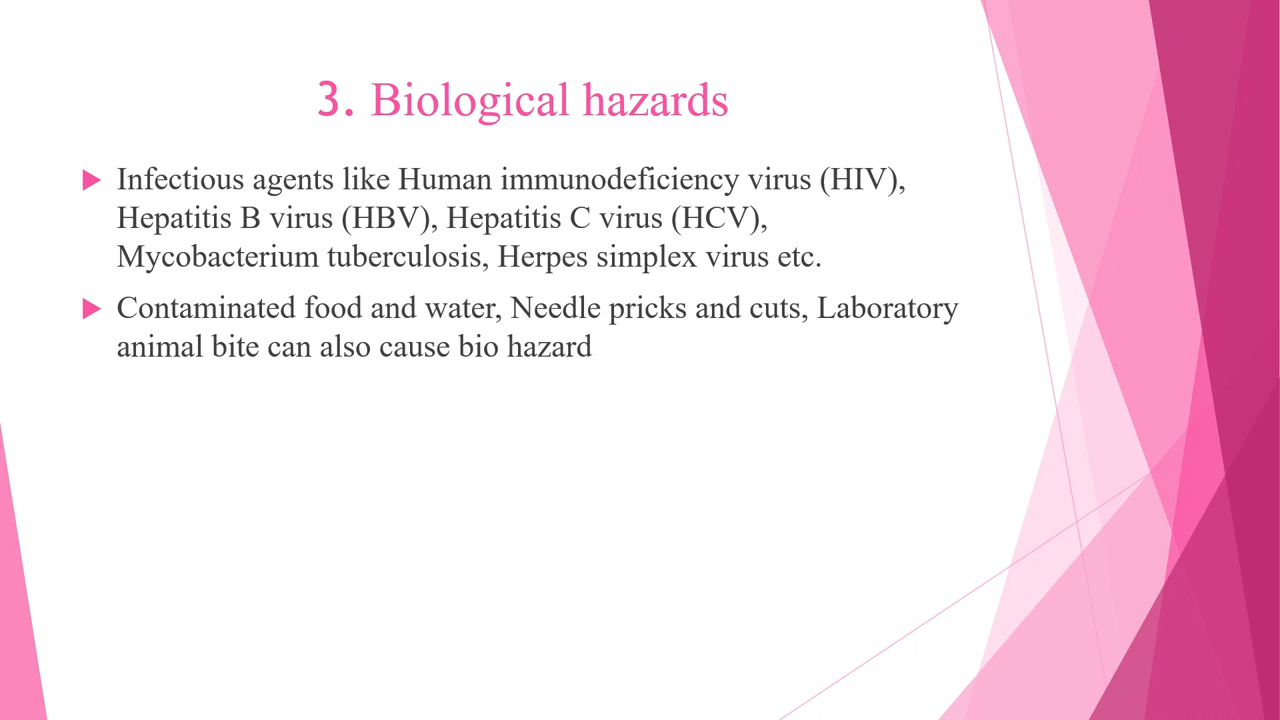 3. Biological hazards
Infectious agents like Human immunodeficiency virus (HIV),
Hepatitis B virus (HBV), Hepatitis C virus (HCV),
Mycobacterium tuberculosis, Herpes simplex virus etc.
Contaminated food and water, Needle pricks and cuts, Laboratory
animal bite can also cause bio hazard